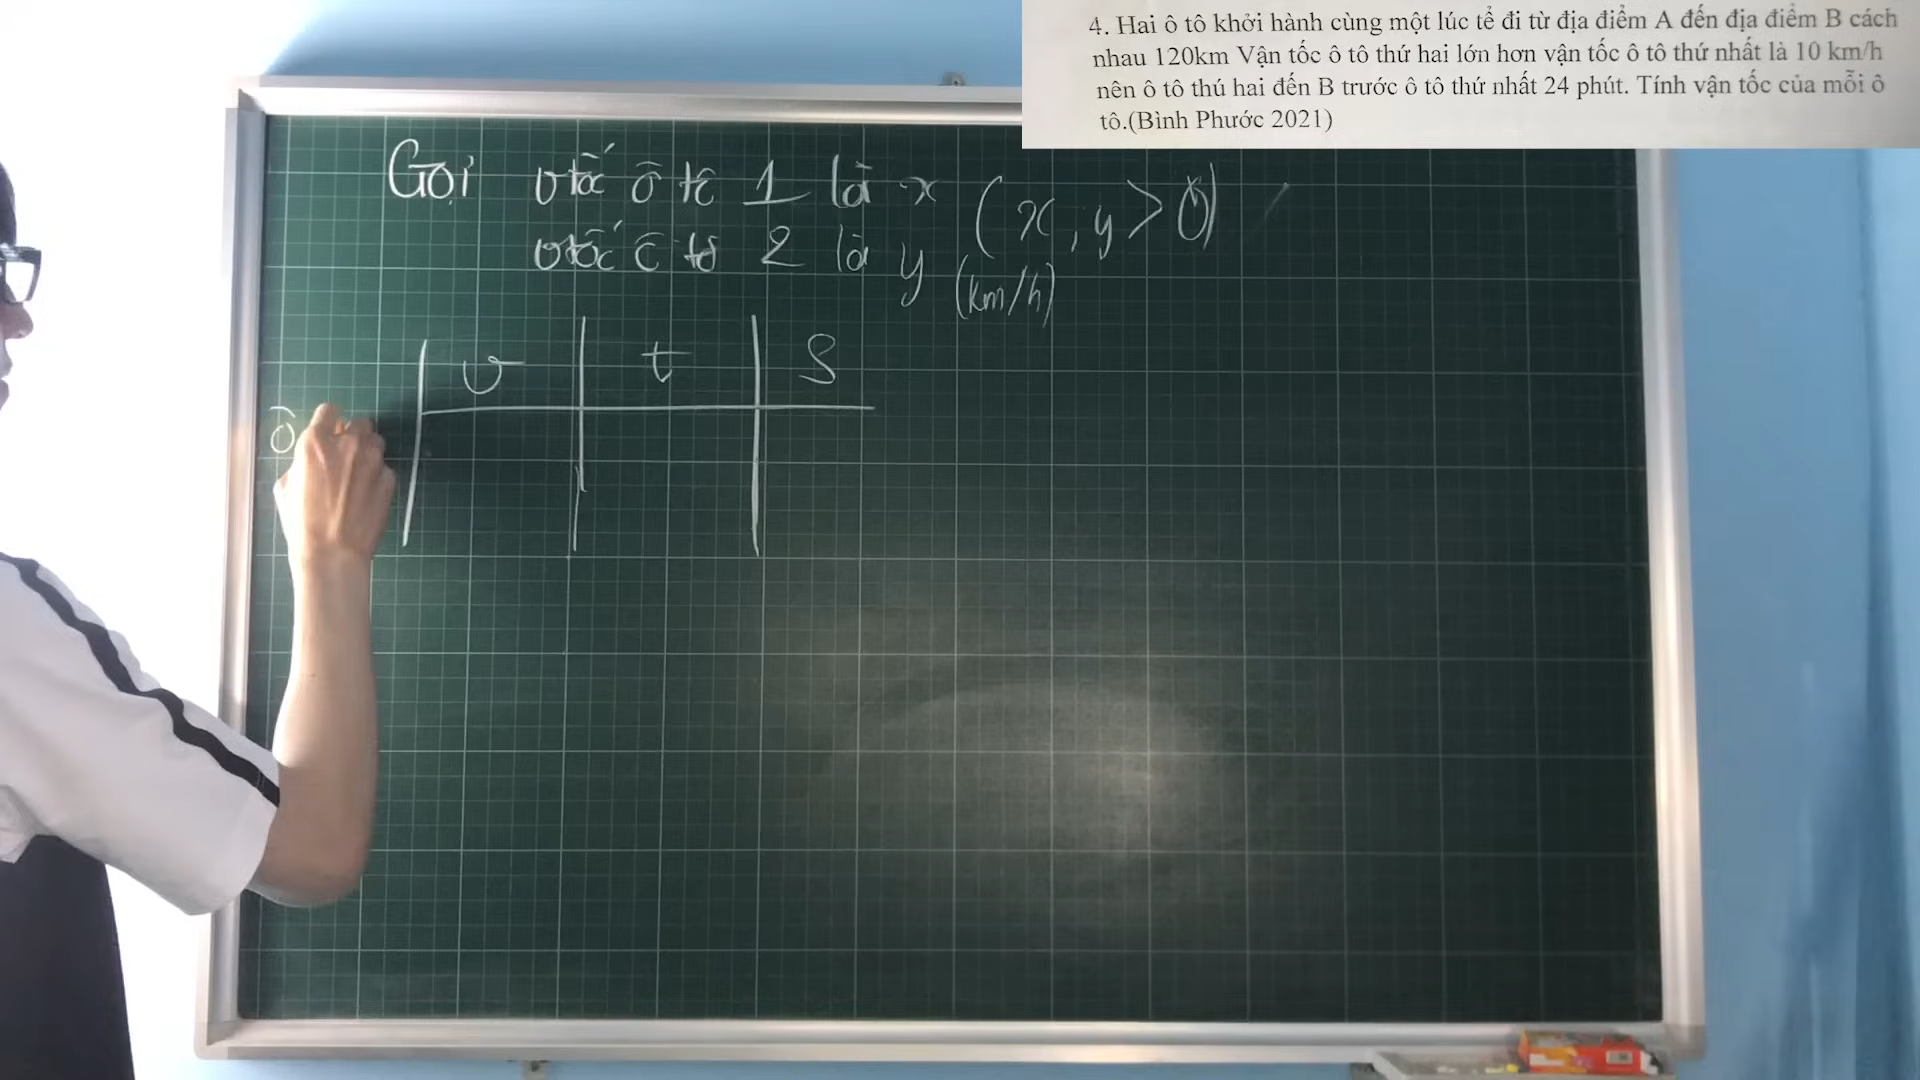 4. Hai ô tô khởi hành cùng một lúc tể đi từ địa điểm A đến địa điểm B cách
nhau 120km Vận tốc ô tô thứ hai lớn hơn vận tốc ô tô thứ nhất là 10 km/h
nên ô tô thú hai đến B trước ô tô thứ nhất 24 phút. Tính vận tốc của mỗi ô
tô.(Bình Phước 2021)
Gọi vtốc ô tô 1 là x (x, y > 0)
vtốc ô tô 2 là y (km/h)
v t S
ô